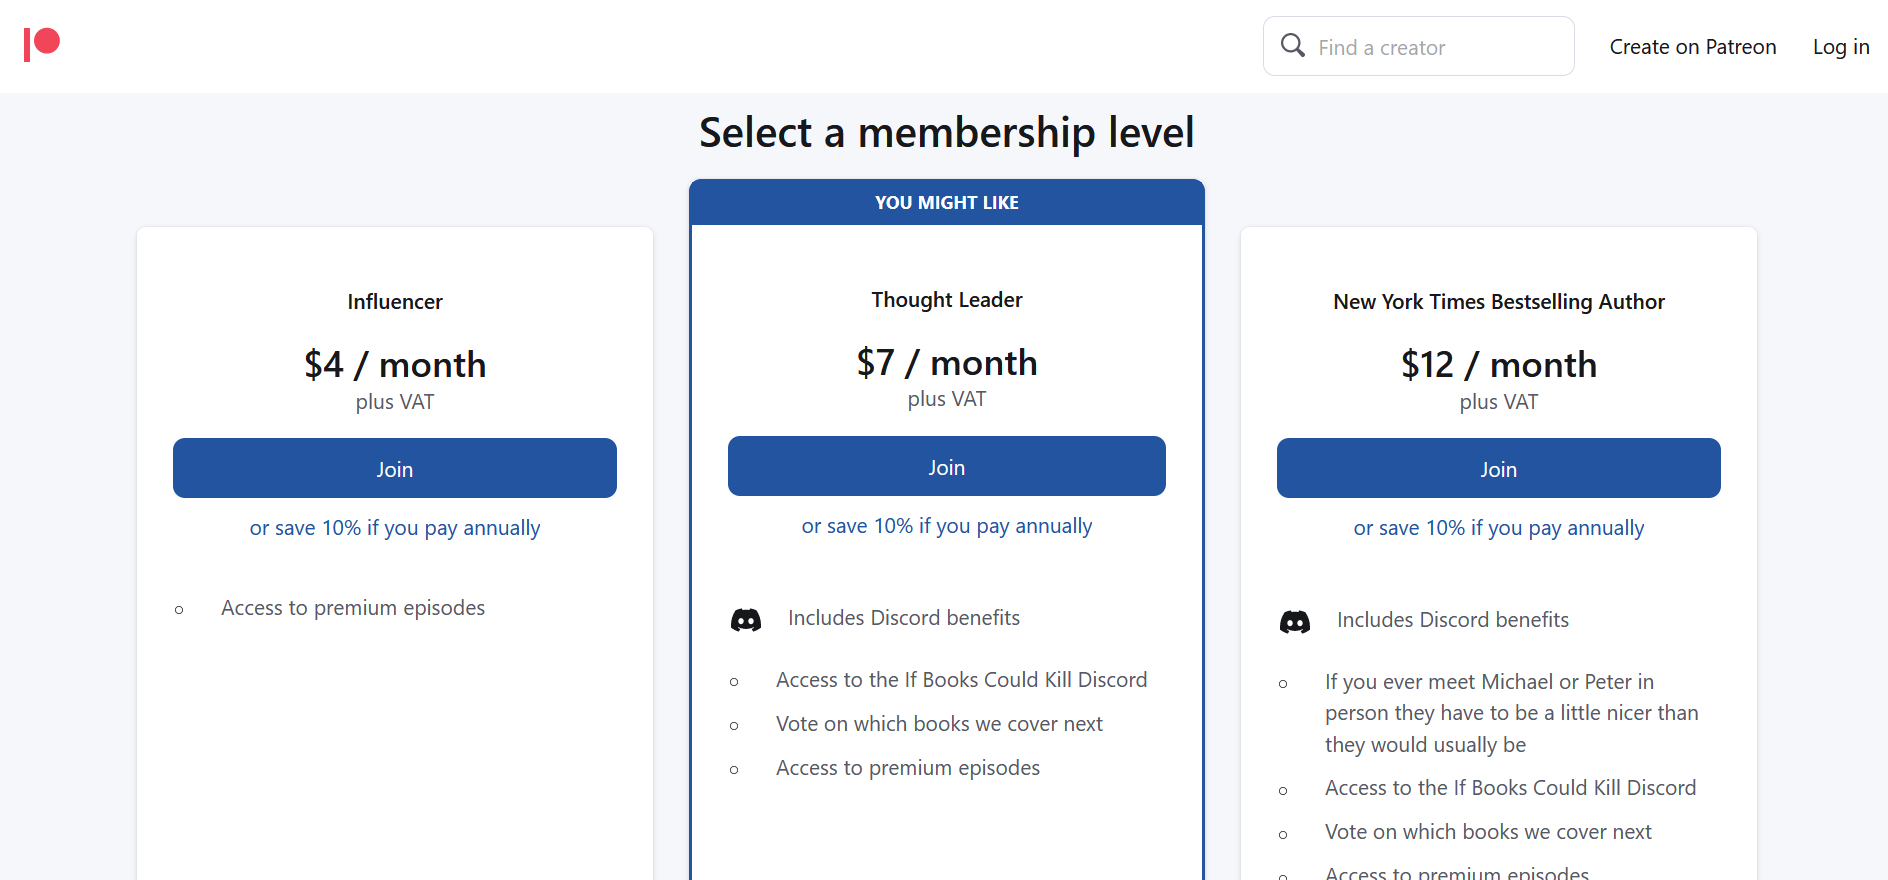 Find a creator
Create on Patreon
Log in
Select a membership level
Influencer
$4 / month
plus VAT
Join
or save 10% if you pay annually
Access to premium episodes
YOU MIGHT LIKE
Thought Leader
$7 / month
plus VAT
Join
or save 10% if you pay annually
Includes Discord benefits
Access to the If Books Could Kill Discord
Vote on which books we cover next
Access to premium episodes
New York Times Bestselling Author
$12 / month
plus VAT
Join
or save 10% if you pay annually
Includes Discord benefits
If you ever meet Michael or Peter in
person they have to be a little nicer than
they would usually be
Access to the If Books Could Kill Discord
Vote on which books we cover next
Access to premium episodes